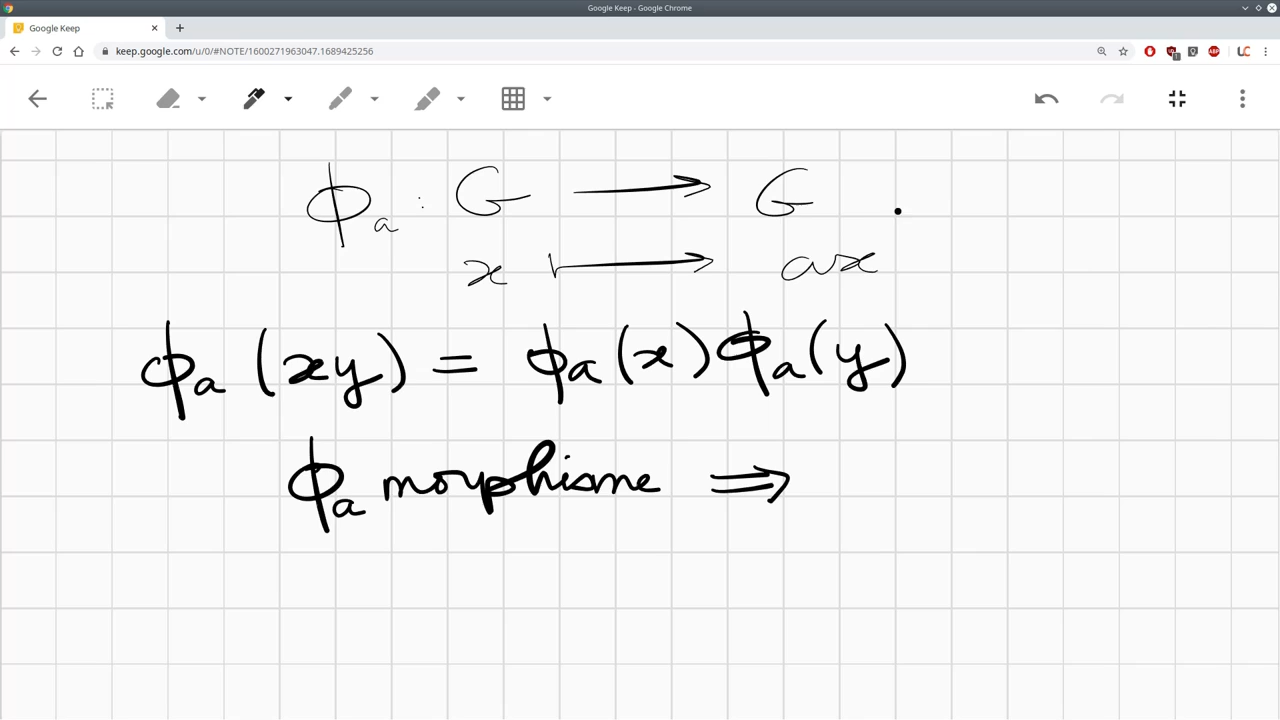 Google Keep - Google Chrome
Google Keep
keep.google.com/u/0/#NOTE/1600271963047.1689425256
ϕₐ : G ⟶ G .
x ⟼ ax
ϕₐ (xy) = ϕₐ(x)ϕₐ(y)
ϕₐ morphisme ⟹